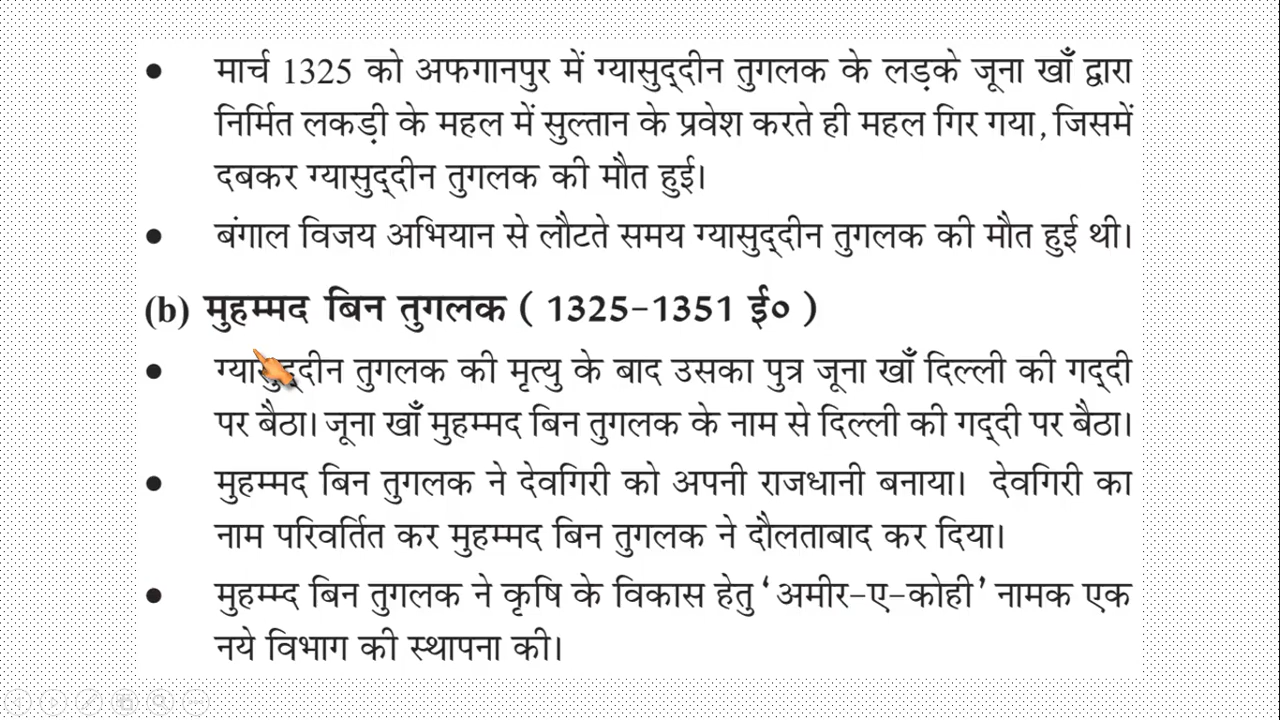 ● मार्च 1325 को अफगानपुर में ग्यासुद्दीन तुगलक के लड़के जूना खाँ द्वारा
निर्मित लकड़ी के महल में सुल्तान के प्रवेश करते ही महल गिर गया, जिसमें
दबकर ग्यासुद्दीन तुगलक की मौत हुई।
● बंगाल विजय अभियान से लौटते समय ग्यासुद्दीन तुगलक की मौत हुई थी।
(b) मुहम्मद बिन तुगलक ( 1325-1351 ई० )
● ग्यासुद्दीन तुगलक की मृत्यु के बाद उसका पुत्र जूना खाँ दिल्ली की गद्दी
पर बैठा। जूना खाँ मुहम्मद बिन तुगलक के नाम से दिल्ली की गद्दी पर बैठा।
● मुहम्मद बिन तुगलक ने देवगिरी को अपनी राजधानी बनाया। देवगिरी का
नाम परिवर्तित कर मुहम्मद बिन तुगलक ने दौलताबाद कर दिया।
● मुहम्म्द बिन तुगलक ने कृषि के विकास हेतु ‘अमीर-ए-कोही’ नामक एक
नये विभाग की स्थापना की।